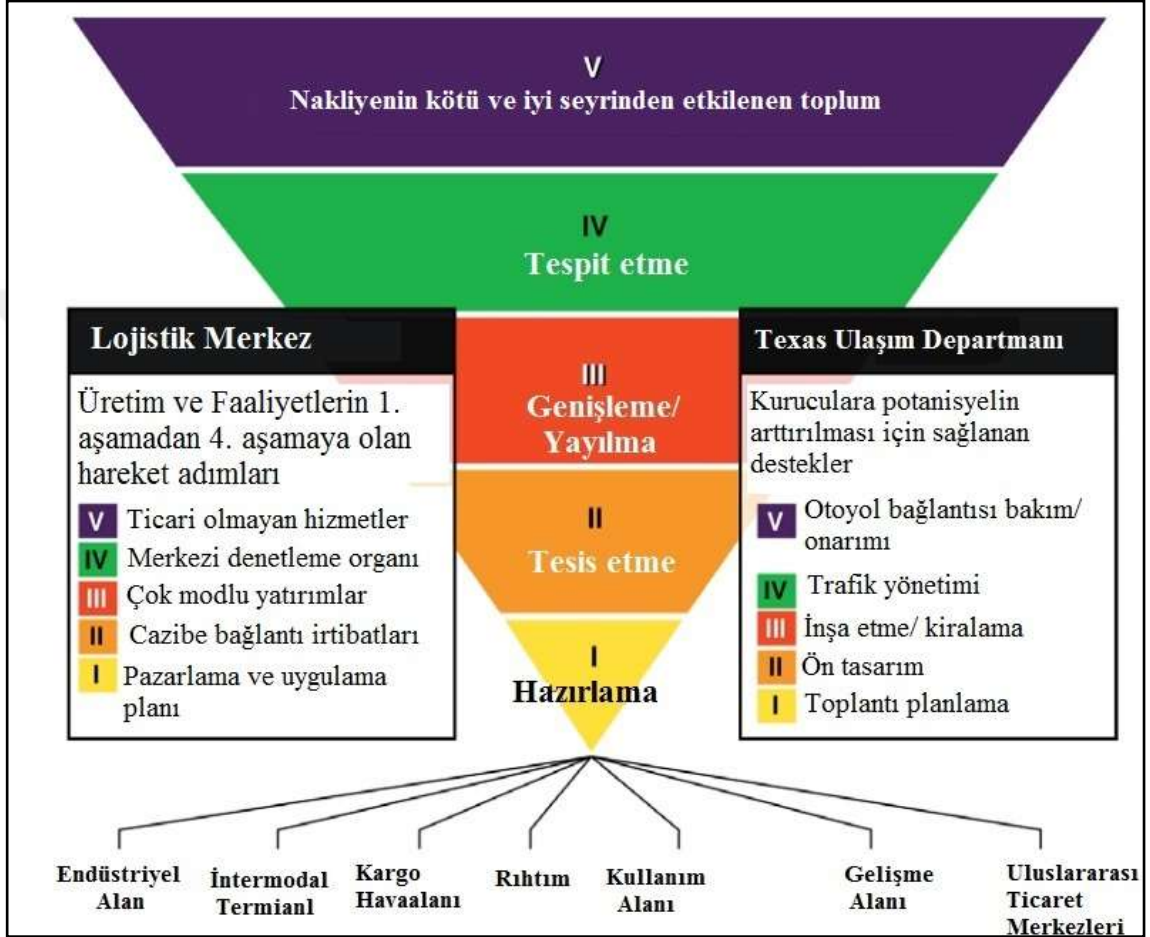 V
Nakliyenin kötü ve iyi seyrinden etkilenen toplum
IV
Tespit etme
III
Genişleme/
Yayılma
II
Tesis etme
I
Hazırlama
Lojistik Merkez
Üretim ve Faaliyetlerin 1.
aşamadan 4. aşamaya olan
hareket adımları
V Ticari olmayan hizmetler
IV Merkezi denetleme organı
III Çok modlu yatırımlar
II Cazibe bağlantı irtibatları
I Pazarlama ve uygulama
planı
Texas Ulaşım Departmanı
Kuruculara potanisyelin
arttırılması için sağlanan
destekler
V Otoyol bağlantısı bakım/
onarımı
IV Trafik yönetimi
III İnşa etme/ kiralama
II Ön tasarım
I Toplantı planlama
Endüstriyel
Alan
İntermodal
Termianl
Kargo
Havaalanı
Rıhtım
Kullanım
Alanı
Gelişme
Alanı
Uluslararası
Ticaret
Merkezleri